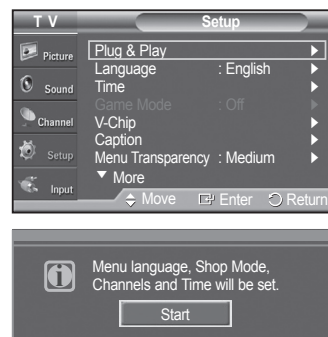 T V Setup
Picture
Sound
Channel
Setup
Input
Plug & Play
Language : English
Time
Game Mode : Off
V-Chip
Caption
Menu Transparency : Medium
▼ More
Move Enter Return
Menu language, Shop Mode,
Channels and Time will be set.
Start